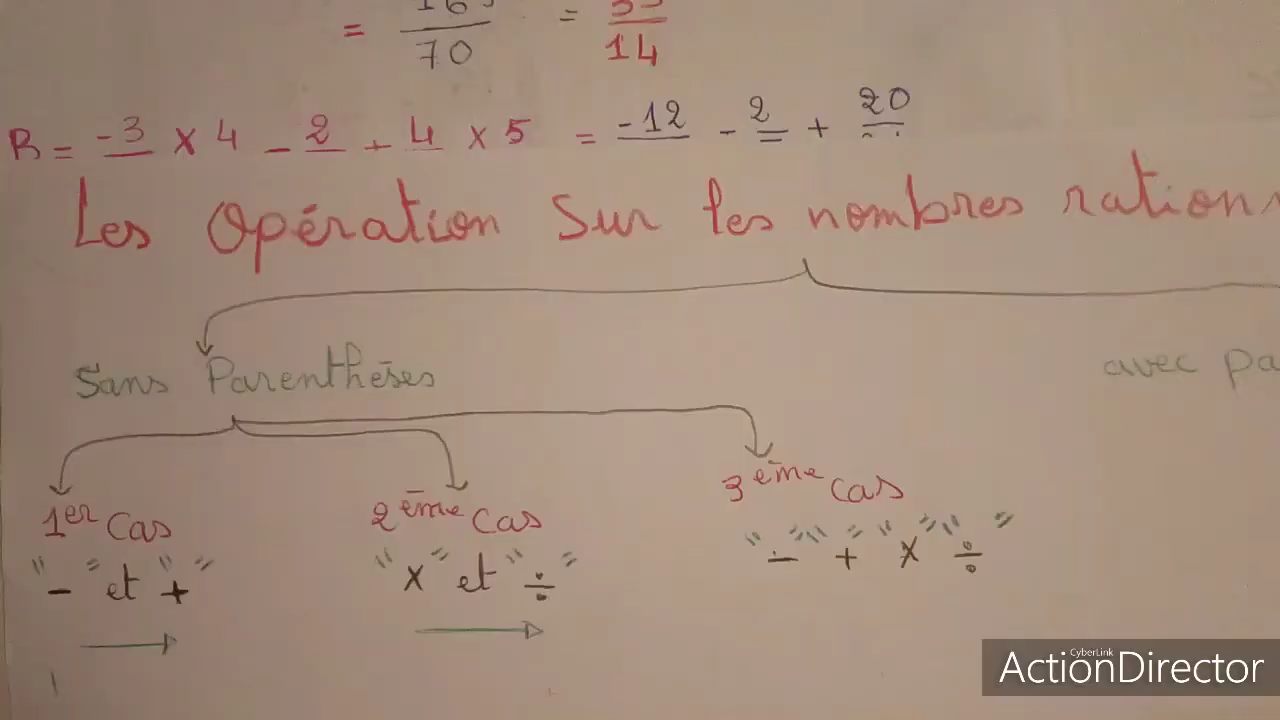 =
70
=
14
B = -3 × 4 - 2 + 4 × 5 = -12 - 2 + 20
Les Opération Sur les nombres rations
Sans Parenthèses
avec pa
1er cas
2ème cas
3ème cas
"-" et "+"
"×" et "÷"
"-" "+" "×" "÷"
CyberLink
ActionDirector